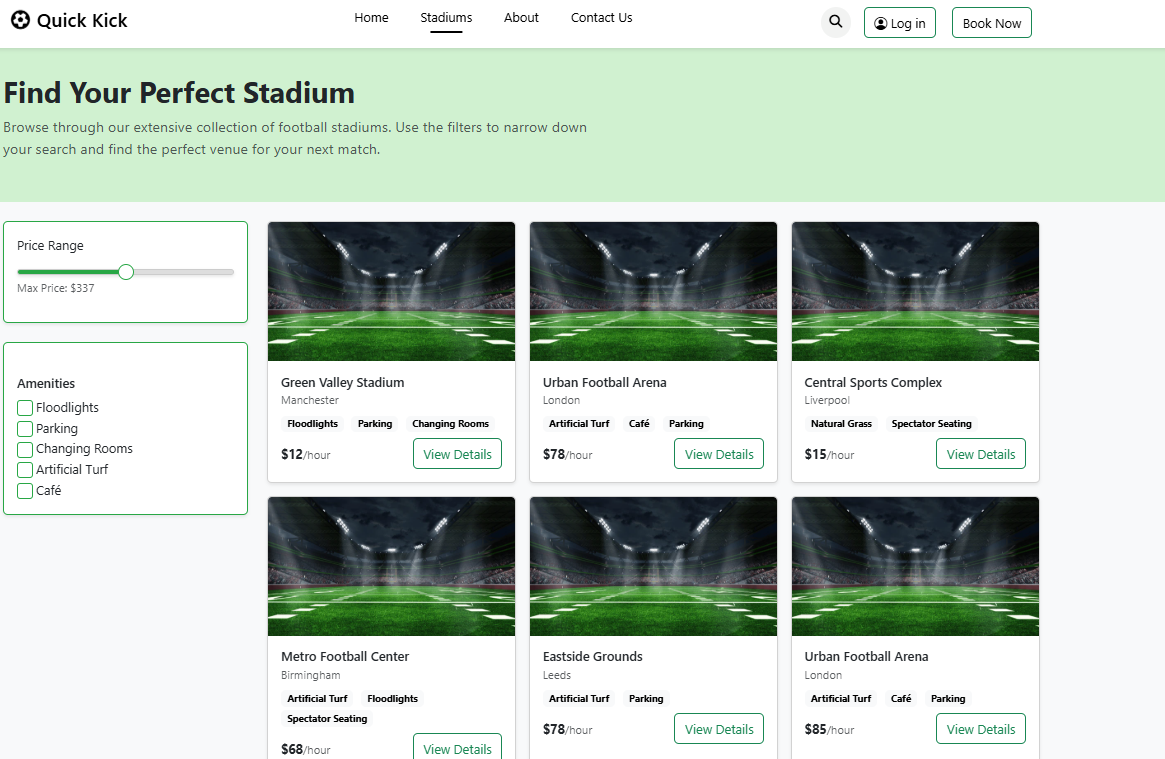 Quick Kick
Home
Stadiums
About
Contact Us
Log in
Book Now
Find Your Perfect Stadium
Browse through our extensive collection of football stadiums. Use the filters to narrow down
your search and find the perfect venue for your next match.
Price Range
Max Price: $337
Amenities
Floodlights
Parking
Changing Rooms
Artificial Turf
Café
Green Valley Stadium
Manchester
Floodlights Parking Changing Rooms
$12/hour View Details
Urban Football Arena
London
Artificial Turf Café Parking
$78/hour View Details
Central Sports Complex
Liverpool
Natural Grass Spectator Seating
$15/hour View Details
Metro Football Center
Birmingham
Artificial Turf Floodlights
Spectator Seating
$68/hour View Details
Eastside Grounds
Leeds
Artificial Turf Parking
$78/hour View Details
Urban Football Arena
London
Artificial Turf Café Parking
$85/hour View Details